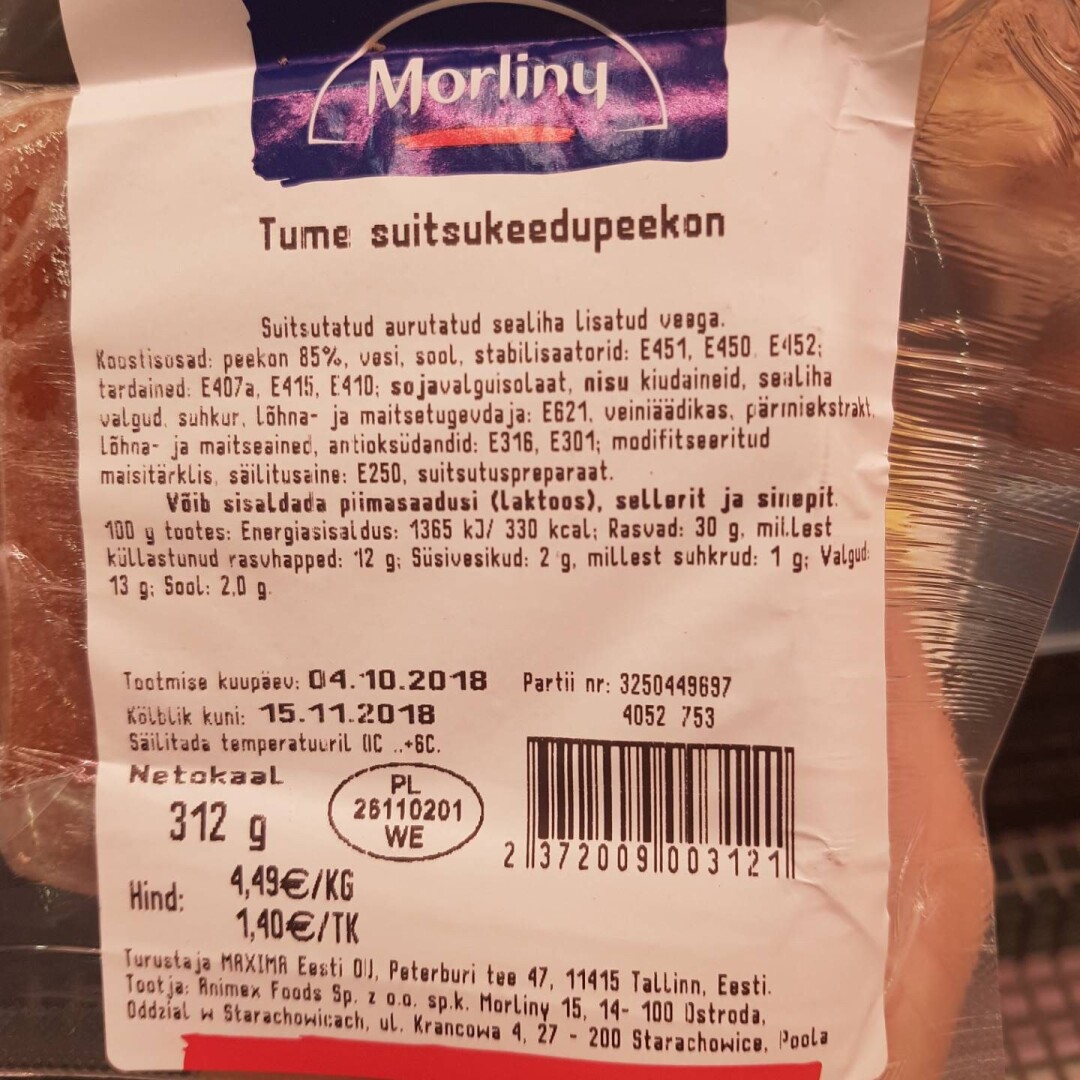 Morliny
Tume suitsukeedupeekon
Suitsutatud aurutatud sealiha lisatud veega.
Koostisosad: peekon 85%, vesi, sool, stabilisaatorid: E451, E450, E452;
tardained: E407a, E415, E410; sojavalguisolaat, nisu kiudaineid, sealiha
valgud, suhkur, lõhna- ja maitsetugevdaja: E621, veiniäädikas, pärmiekstrakt,
Lõhna- ja maitseained, antioksüdandid: E316, E301; modifitseeritud
maisitärklis, säilitusaine: E250, suitsutuspreparaat.
Võib sisaldada piimasaadusi (laktoos), sellerit ja sinepit.
100 g tootes: Energiasisaldus: 1365 kJ/ 330 kcal; Rasvad: 30 g, millest
küllastunud rasvhapped: 12 g; Süsivesikud: 2 g, millest suhkrud: 1 g; Valgud:
13 g; Sool: 2,0 g.
Tootmise kuupäev: 04.10.2018 Partii nr: 3250449697
Kõlblik kuni: 15.11.2018 4052 753
Säilitada temperatuuril 0C ..+6C.
Netokaal
312 g
PL
26110201
WE
2 372009 003121
Hind: 4,49€/KG
1,40€/TK
Turustaja MAXIMA Eesti OÜ, Peterburi tee 47, 11415 Tallinn, Eesti.
Tootja: Animex Foods Sp. z o.o. sp.k. Morliny 15, 14- 100 Ostroda,
Oddzial w Starachowicach, ul. Krancowa 4, 27 - 200 Starachowice, Poola